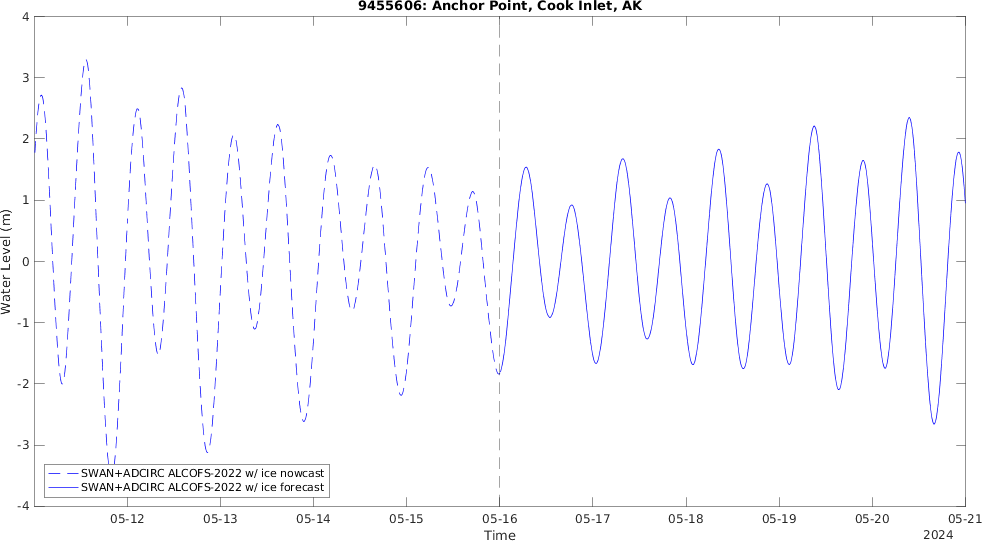 9455606: Anchor Point, Cook Inlet, AK
4
3
2
1
0
-1
-2
-3
-4
Water Level (m)
SWAN+ADCIRC ALCOFS-2022 w/ ice nowcast
SWAN+ADCIRC ALCOFS-2022 w/ ice forecast
05-12 05-13 05-14 05-15 05-16 05-17 05-18 05-19 05-20 05-21
Time
2024